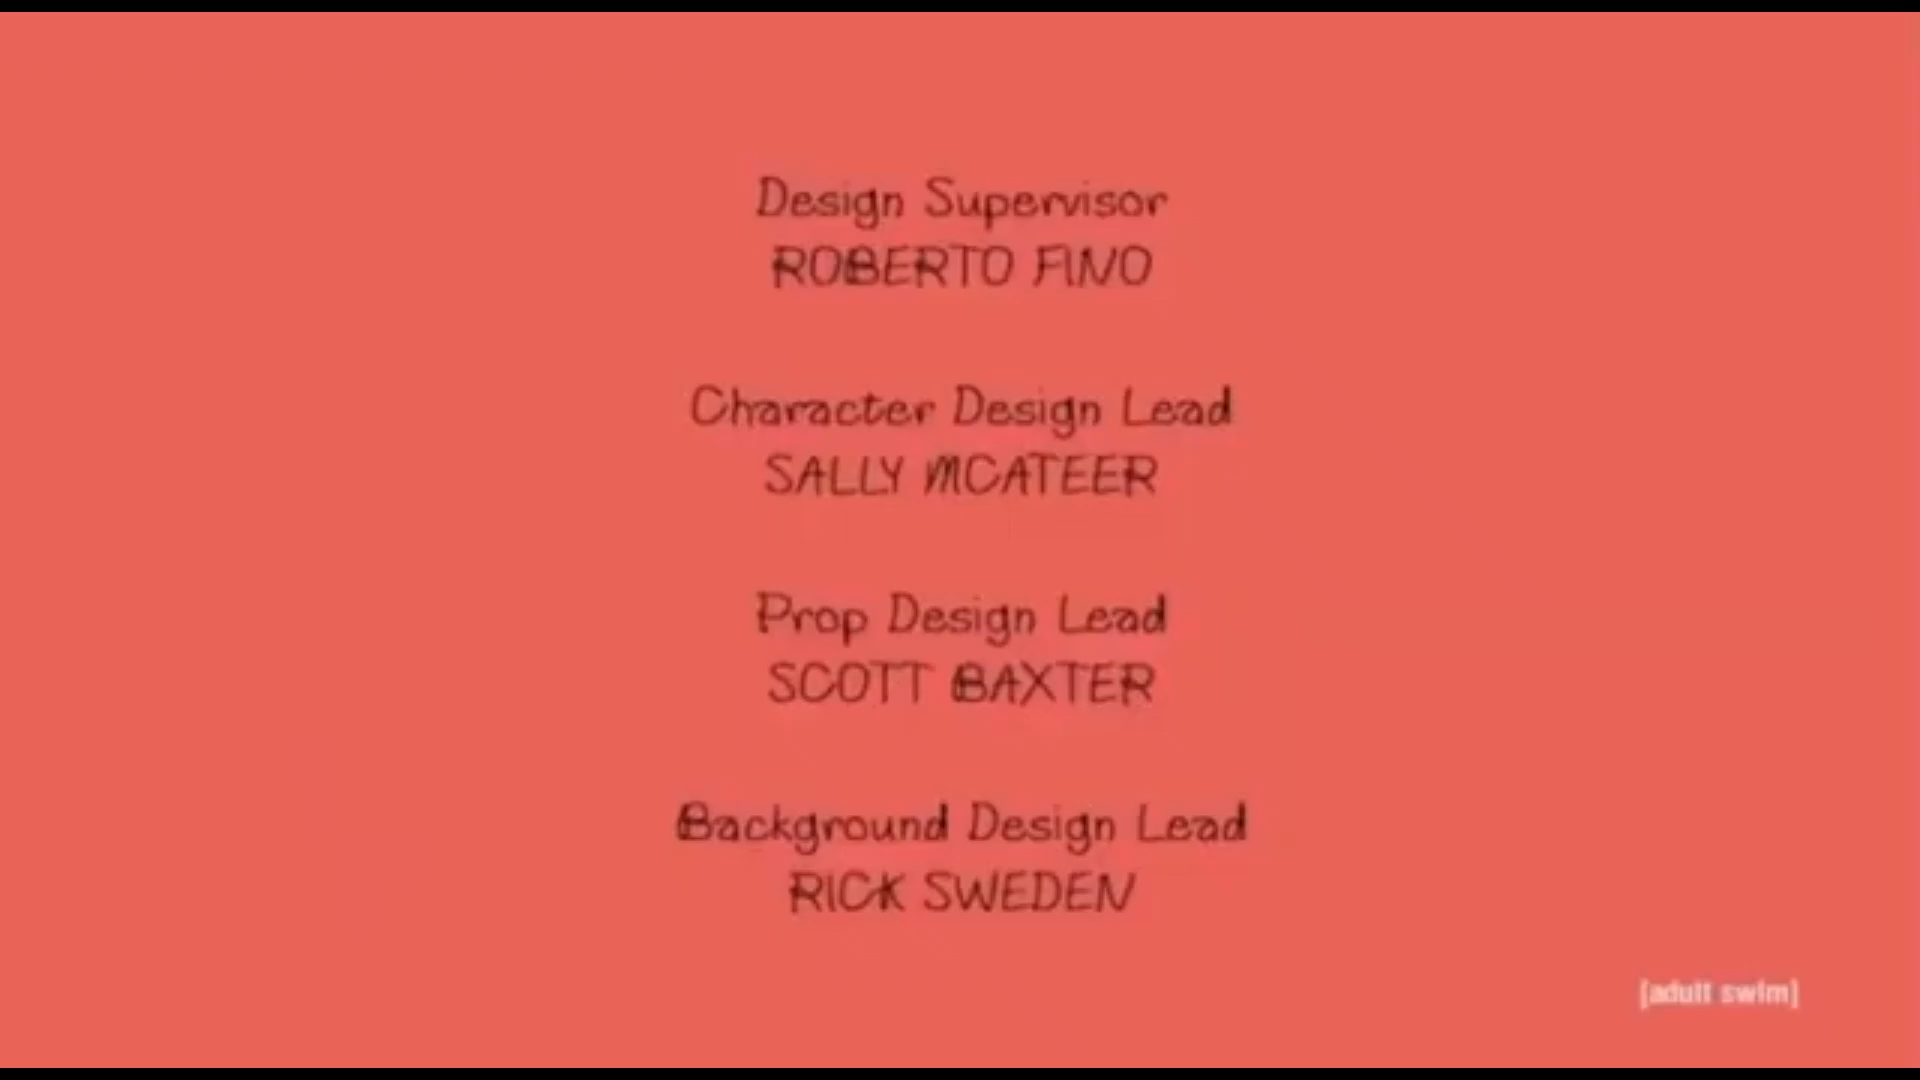 Design Supervisor
ROBERTO FINO
Character Design Lead
SALLY MCATEER
Prop Design Lead
SCOTT BAXTER
Background Design Lead
RICK SWEDEN
[adult swim]